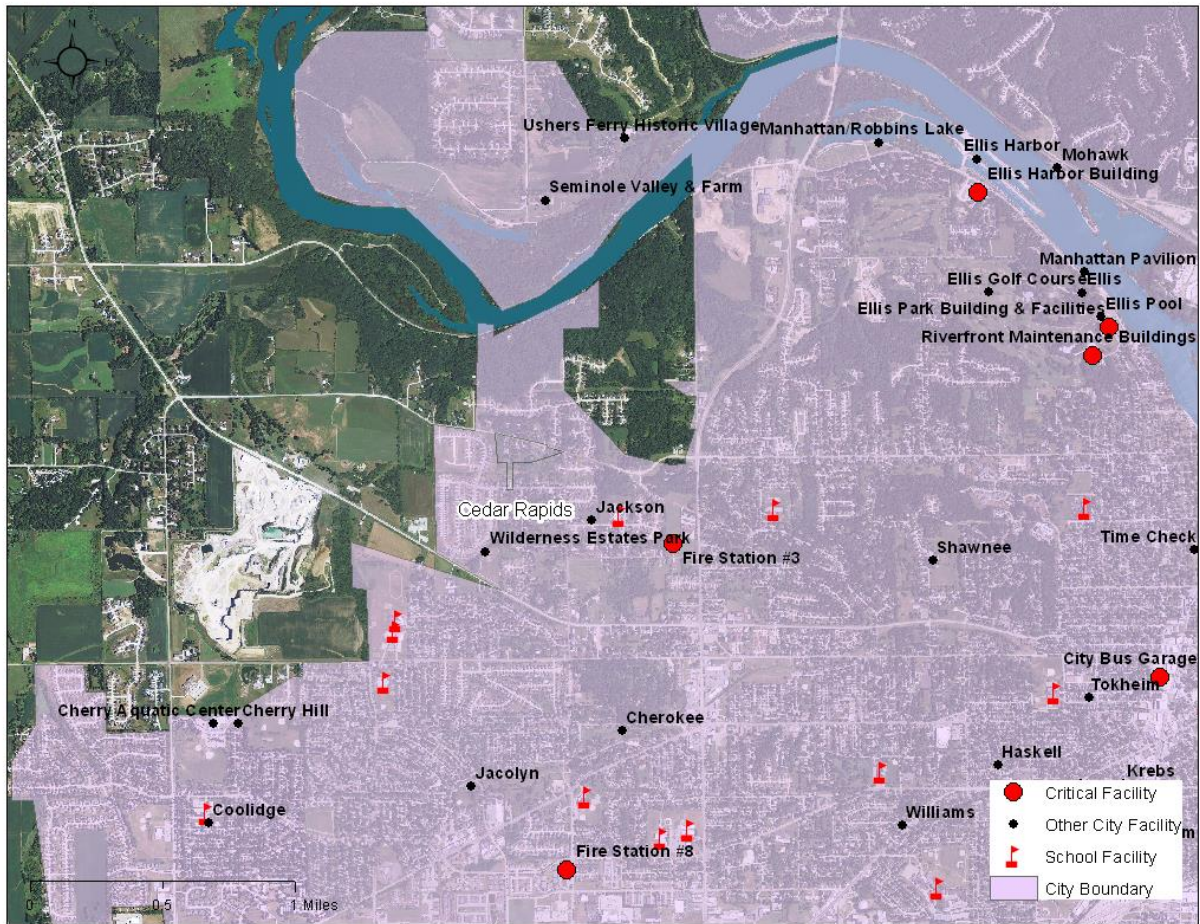 N
W
E
S
Ushers Ferry Historic Village
Manhattan/Robbins Lake
Ellis Harbor
Mohawk
Ellis Harbor Building
Seminole Valley & Farm
Manhattan Pavilion
Ellis Golf Course
Ellis
Ellis Park Building & Facilities
Ellis Pool
Riverfront Maintenance Buildings
Cedar Rapids
Jackson
Wilderness Estates Park
Fire Station #3
Shawnee
Time Check
City Bus Garage
Tokheim
Cherry Aquatic Center
Cherry Hill
Cherokee
Haskell
Jacolyn
Krebs
Coolidge
Williams
Fire Station #8
Critical Facility
Other City Facility
School Facility
City Boundary
m
0 0.5 1 Miles